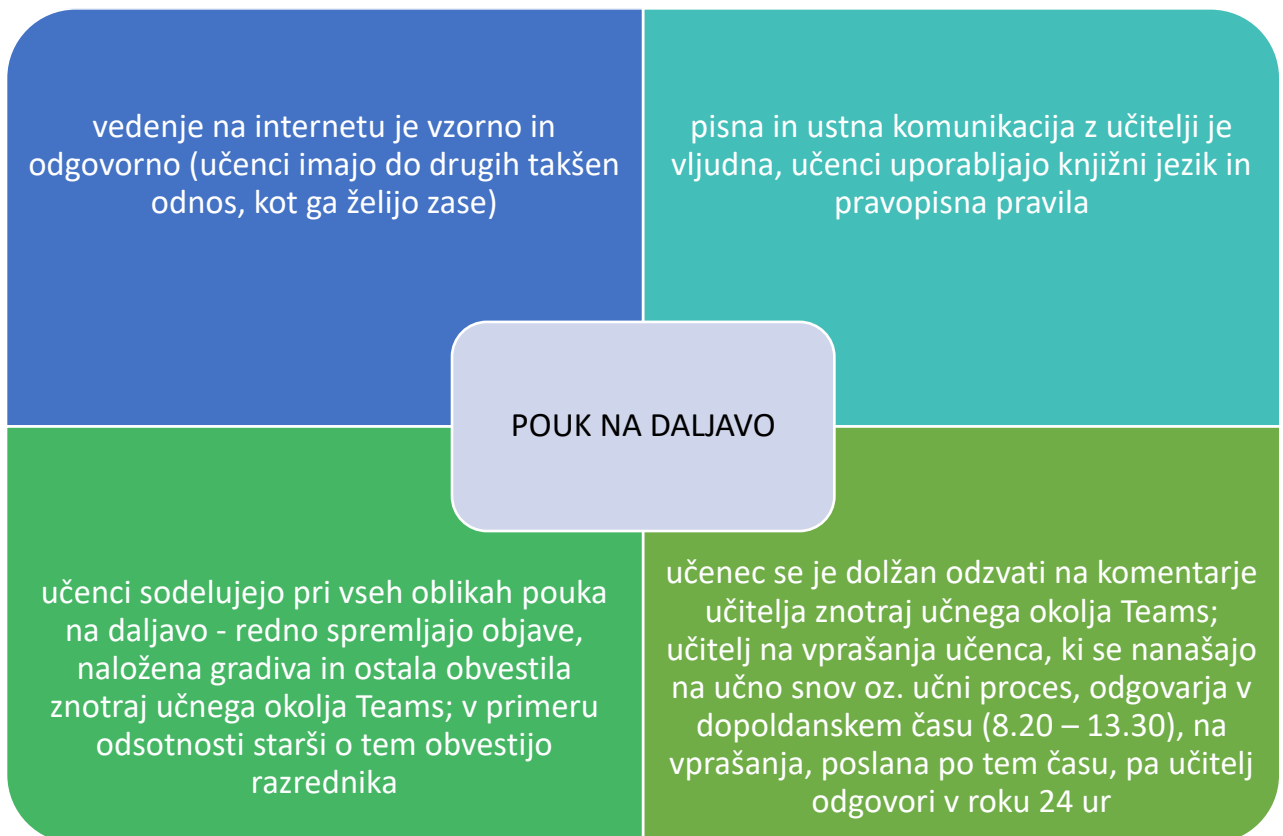 vedenje na internetu je vzorno in
odgovorno (učenci imajo do drugih takšen
odnos, kot ga želijo zase)
pisna in ustna komunikacija z učitelji je
vljudna, učenci uporabljajo knjižni jezik in
pravopisna pravila
POUK NA DALJAVO
učenci sodelujejo pri vseh oblikah pouka
na daljavo - redno spremljajo objave,
naložena gradiva in ostala obvestila
znotraj učnega okolja Teams; v primeru
odsotnosti starši o tem obvestijo
razrednika
učenec se je dolžan odzvati na komentarje
učitelja znotraj učnega okolja Teams;
učitelj na vprašanja učenca, ki se nanašajo
na učno snov oz. učni proces, odgovarja v
dopoldanskem času (8.20 – 13.30), na
vprašanja, poslana po tem času, pa učitelj
odgovori v roku 24 ur